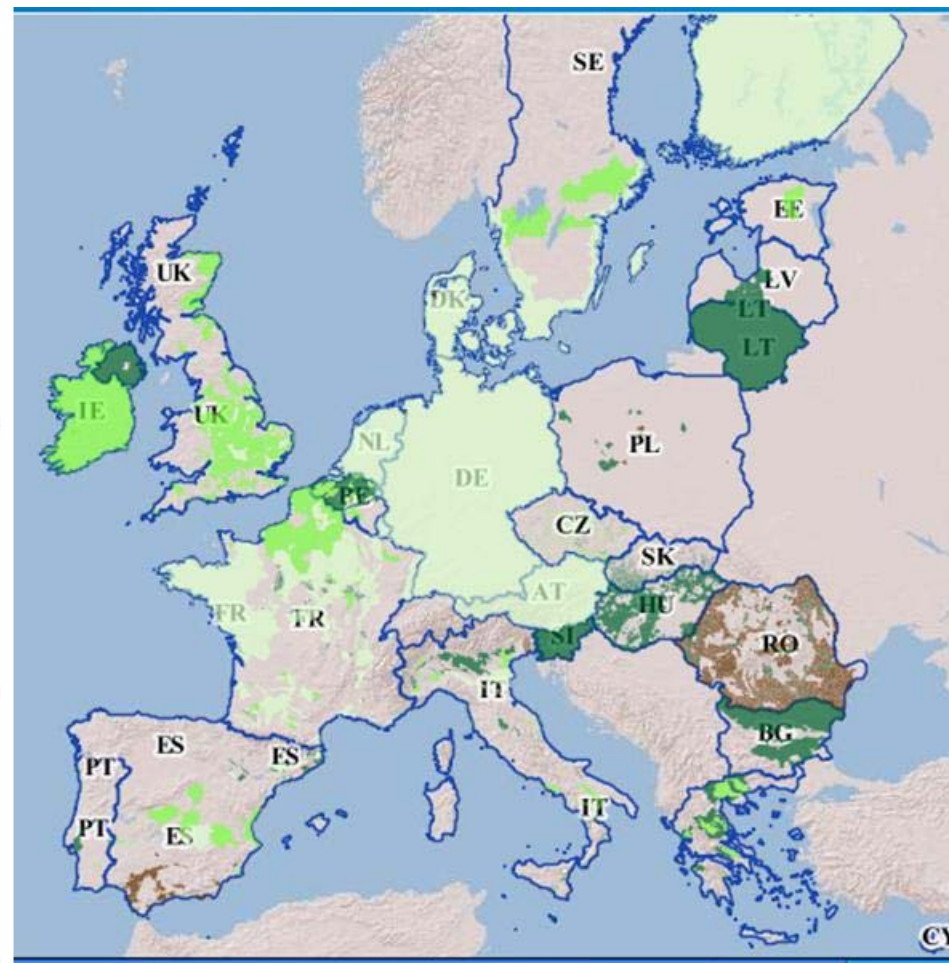 SE
EE
UK
LV
DK
LT
LT
IE
UK
NL
PL
DE
BE
CZ
SK
AT
HU
FR
FR
SI
RO
IT
BG
ES
ES
PT
IT
PT
ES
CY